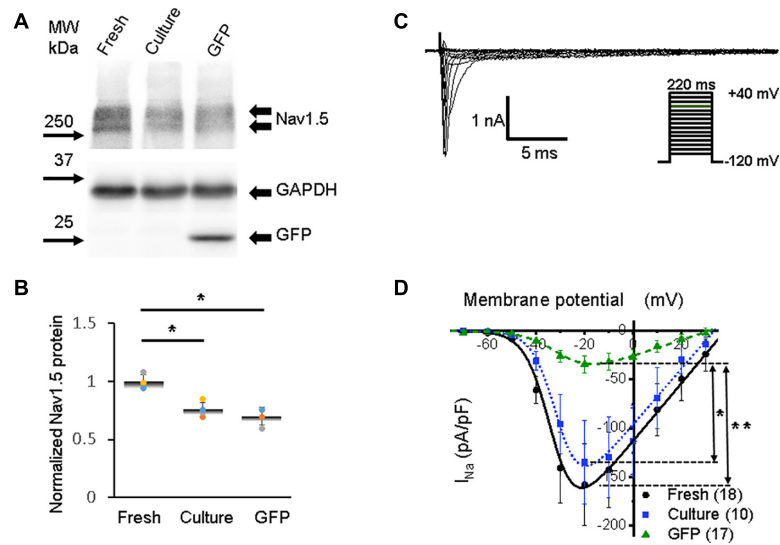 A
MW
kDa
Fresh
Culture
GFP
250
37
25
Nav1.5
GAPDH
GFP
B
Normalized Nav1.5 protein
1.5
1
0.5
0
*
*
Fresh
Culture
GFP
C
1 nA
5 ms
220 ms
+40 mV
-120 mV
D
Membrane potential (mV)
-60
-40
-20
0
20
-50
-100
-150
-200
INa (pA/pF)
*
**
Fresh (18)
Culture (10)
GFP (17)